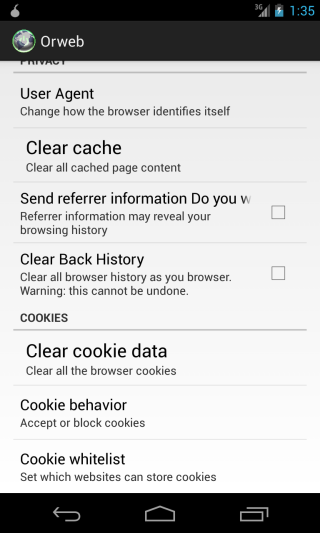 3G 1:35
Orweb
PRIVACY
User Agent
Change how the browser identifies itself
Clear cache
Clear all cached page content
Send referrer information Do you w
Referrer information may reveal your
browsing history
Clear Back History
Clear all browser history as you browser.
Warning: this cannot be undone.
COOKIES
Clear cookie data
Clear all the browser cookies
Cookie behavior
Accept or block cookies
Cookie whitelist
Set which websites can store cookies